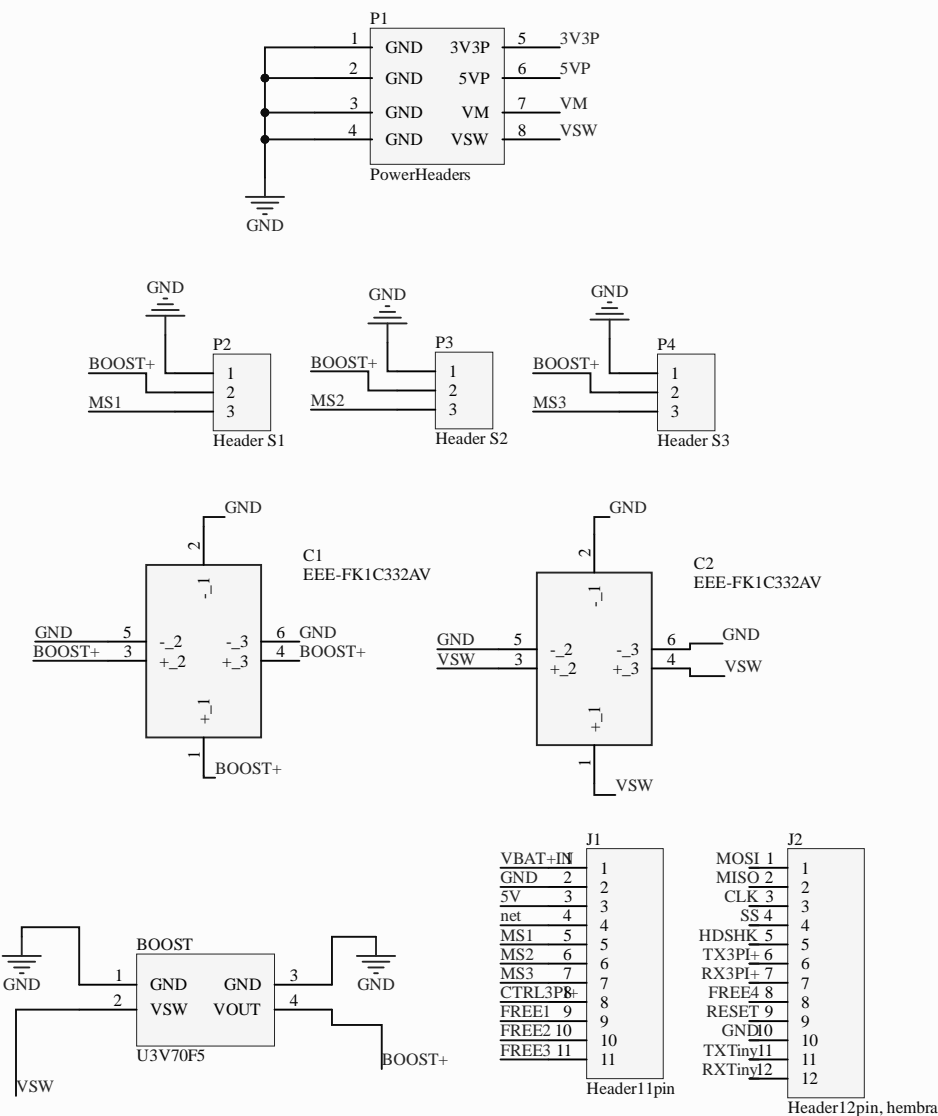 P1
1 GND 3V3P 5 3V3P
2 GND 5VP 6 5VP
3 GND VM 7 VM
4 GND VSW 8 VSW
PowerHeaders
GND
GND
P2
BOOST+ 1
2
MS1 3
Header S1
GND
P3
BOOST+ 1
2
MS2 3
Header S2
GND
P4
BOOST+ 1
2
MS3 3
Header S3
GND
2
C1
EEE-FK1C332AV
-_1
GND 5 -_2 -_3 6 GND
BOOST+ 3 +_2 +_3 4 BOOST+
+_1
1
BOOST+
GND
2
C2
EEE-FK1C332AV
-_1
GND 5 -_2 -_3 6 GND
VSW 3 +_2 +_3 4 VSW
+_1
1
VSW
BOOST
GND 1 GND GND 3 GND
2 VSW VOUT 4
U3V70F5
VSW
BOOST+
J1
VBAT+IN 1 1
GND 2 2
5V 3 3
net 4 4
MS1 5 5
MS2 6 6
MS3 7 7
CTRL3PI+ 8 8
FREE1 9 9
FREE2 10 10
FREE3 11 11
Header11pin
J2
MOSI 1 1
MISO 2 2
CLK 3 3
SS 4 4
HDSHK 5 5
TX3PI+ 6 6
RX3PI+ 7 7
FREE4 8 8
RESET 9 9
GND 10 10
TXTiny 11 11
RXTiny 12 12
Header12pin, hembra